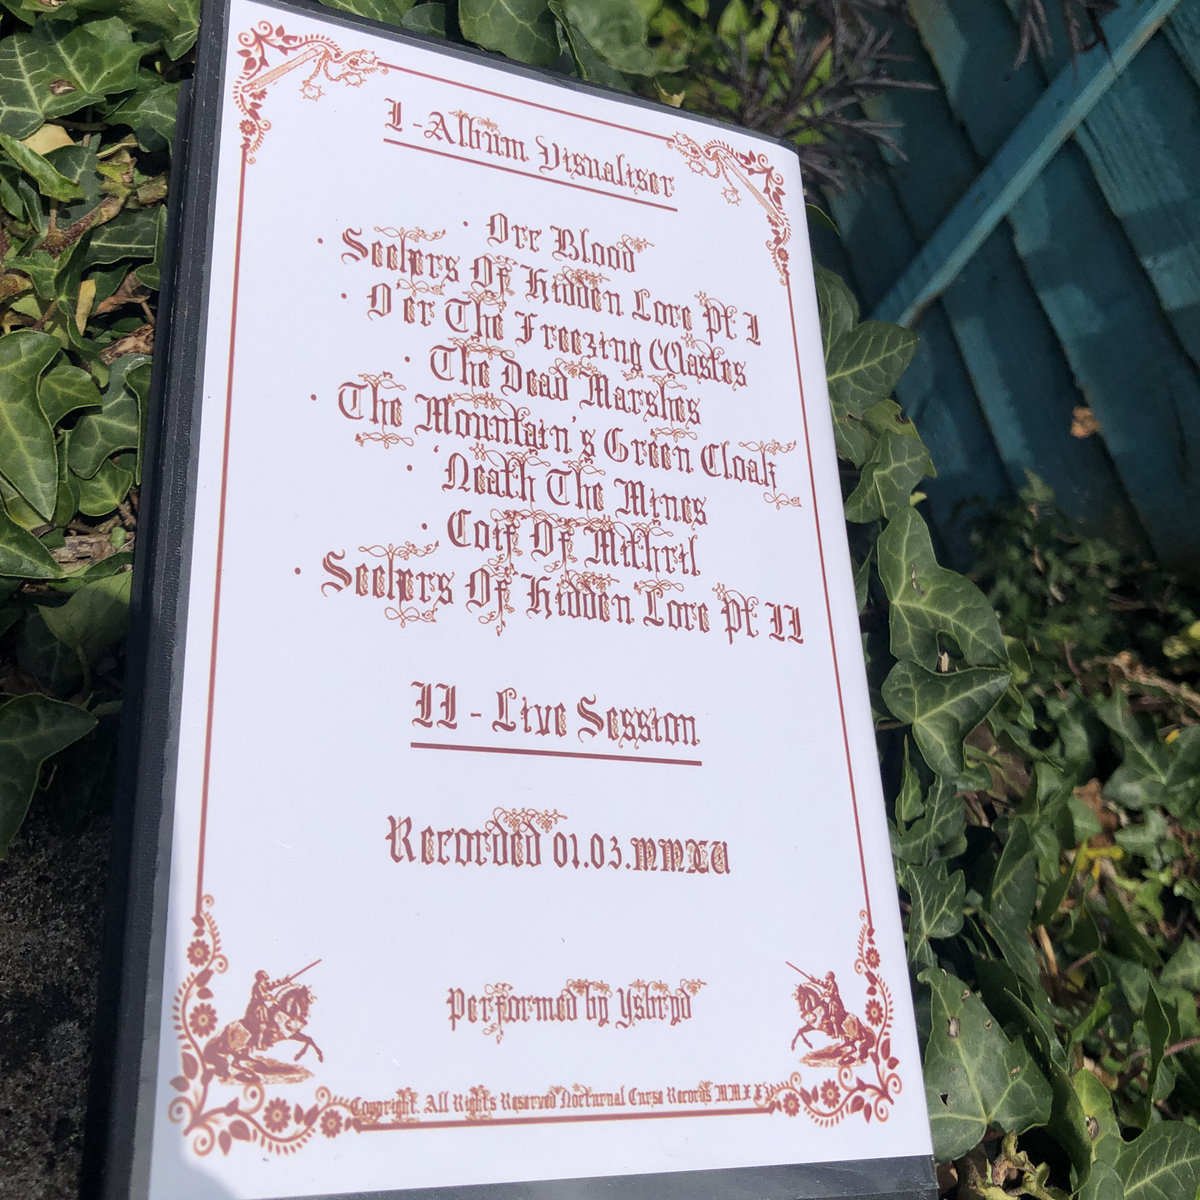 I - Album Visualiser
• Ore Blood
• Seekers Of Hidden Lore Pt I
• O er The Freezing Wastes
• The Dead Marshes
• The Mountain's Green Cloak
• 'Neath The Mines
• Coif Of Mithril
• Seekers Of Hidden Lore Pt II
II - Live Session
Recorded 01.03.MMXV
Performed by Ysbryd
Copyright. All Rights Reserved Nocturnal Curse Records MMXXV